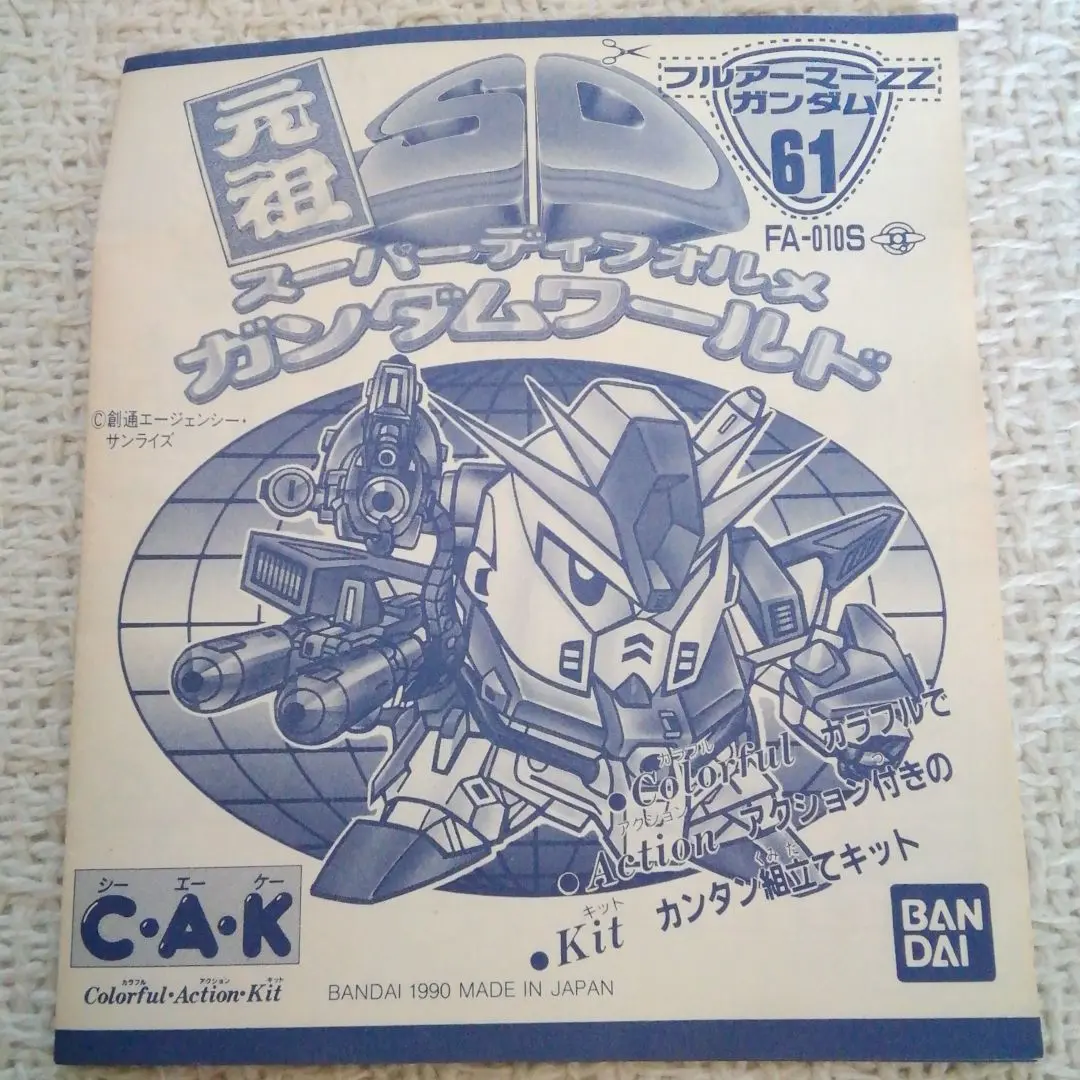 元祖
SD
フルアーマーZZ
ガンダム
61
FA-010S
スーパーディフォルメ
ガンダムワールド
©創通エージェンシー・
サンライズ
カラフル
•Colorful カラフルで
アクション
•Action アクション付きの
つ
キット
•Kit カンタン組立てキット
くみた
シー エー ケー
C・A・K
カラフル アクション キット
Colorful・Action・Kit
BANDAI 1990 MADE IN JAPAN
BAN
DAI